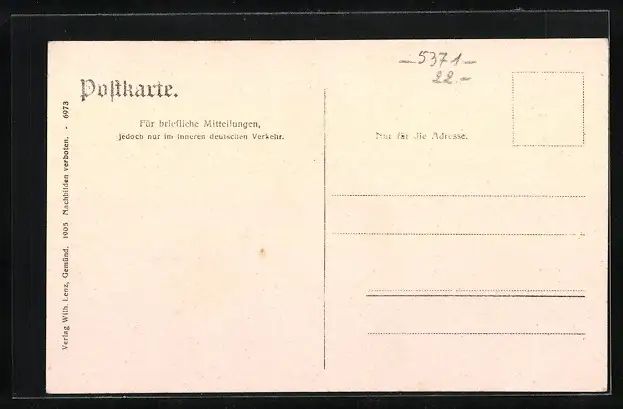 Postkarte.
Für briefliche Mitteilungen,
jedoch nur im inneren deutschen Verkehr.
Verlag Wilh. Lenz, Gemünd. 1905 Nachbilden verboten. - 6973
— 5371 —
22.-
Nur für die Adresse.